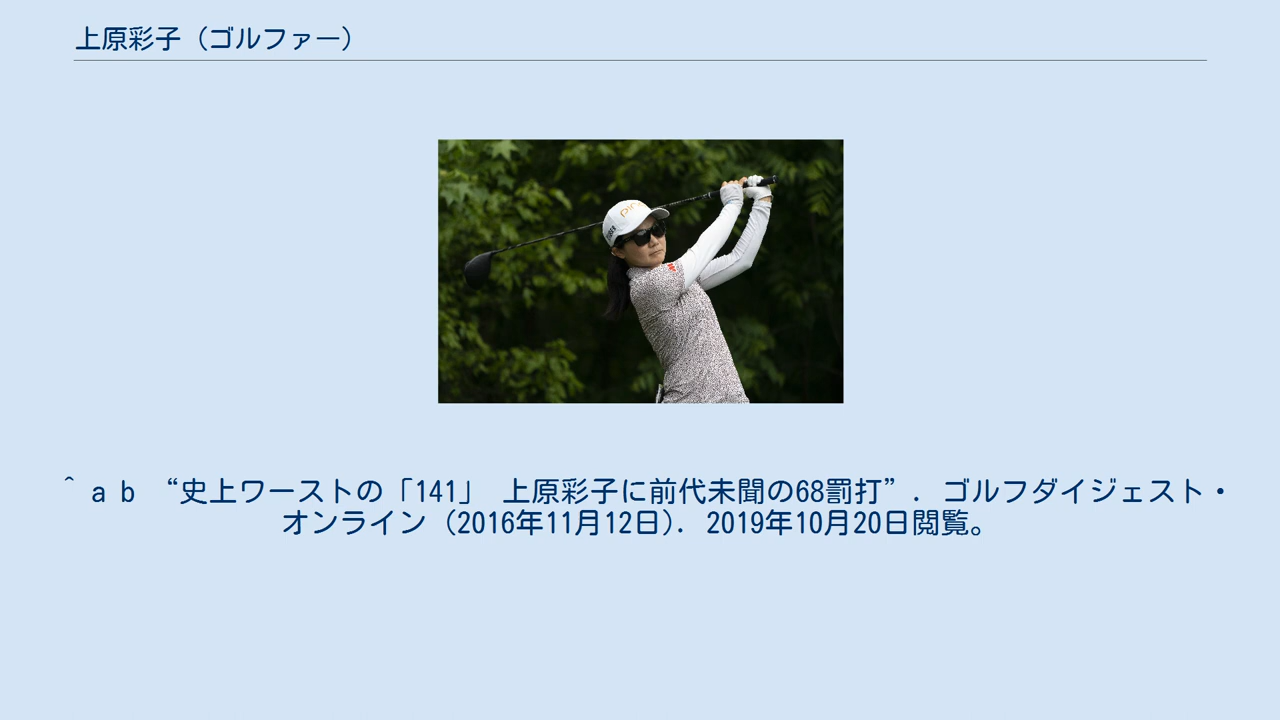 上原彩子（ゴルファー）
^ a b “史上ワーストの「141」 上原彩子に前代未聞の68罰打”. ゴルフダイジェスト・
オンライン (2016年11月12日). 2019年10月20日閲覧。